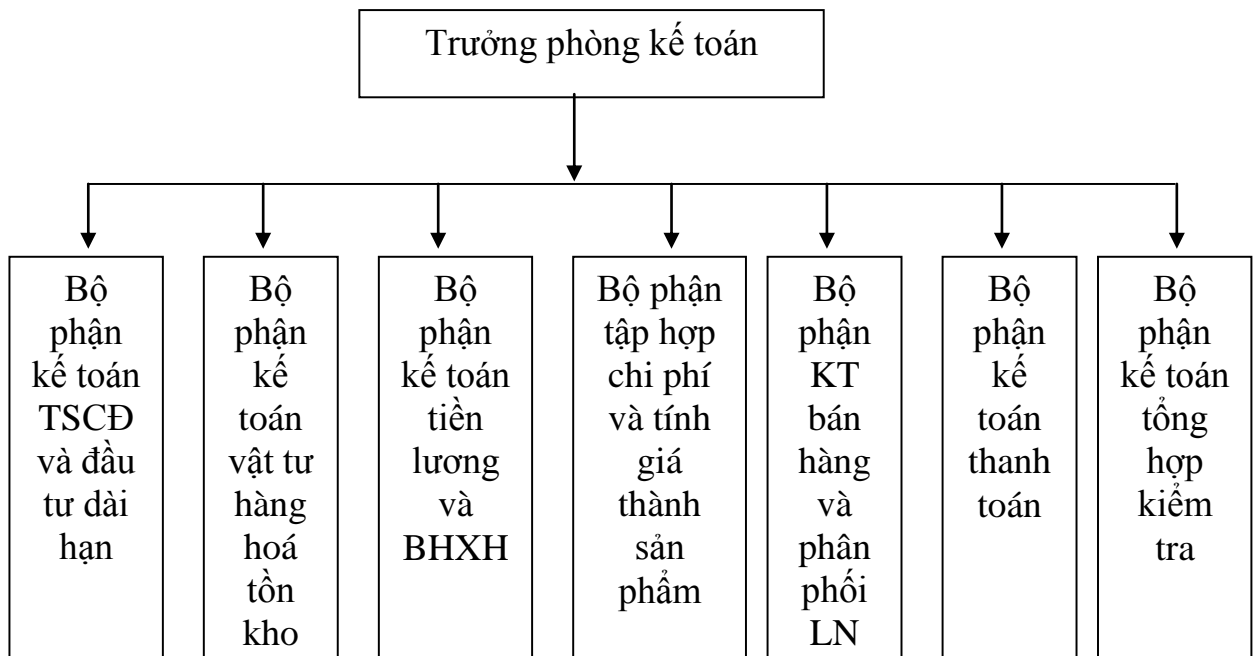 Trưởng phòng kế toán
Bộ
phận
kế toán
TSCĐ
và đầu
tư dài
hạn
Bộ
phận
kế
toán
vật tư
hàng
hoá
tồn
kho
Bộ
phận
kế toán
tiền
lương
và
BHXH
Bộ phận
tập hợp
chi phí
và tính
giá
thành
sản
phẩm
Bộ
phận
KT
bán
hàng
và
phân
phối
LN
Bộ
phận
kế
toán
thanh
toán
Bộ
phận
kế toán
tổng
hợp
kiểm
tra